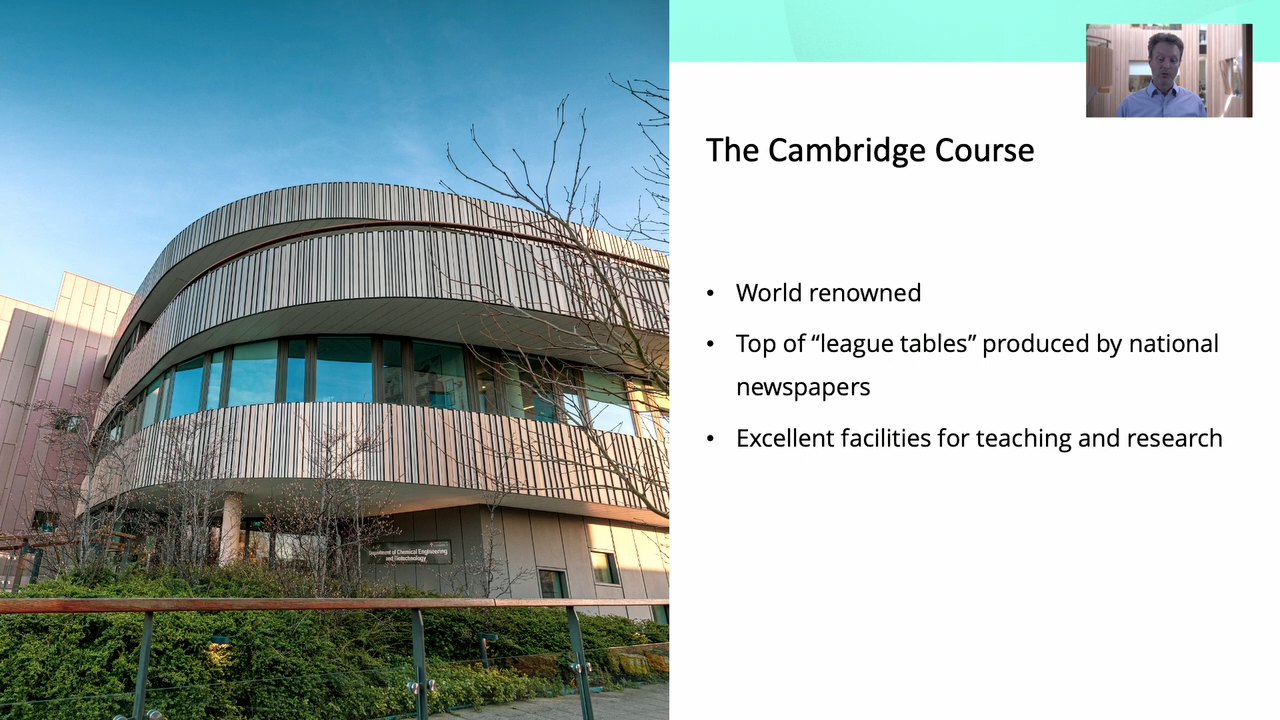 The Cambridge Course
• World renowned
• Top of “league tables” produced by national
newspapers
• Excellent facilities for teaching and research
Department of Chemical Engineering
and Biotechnology